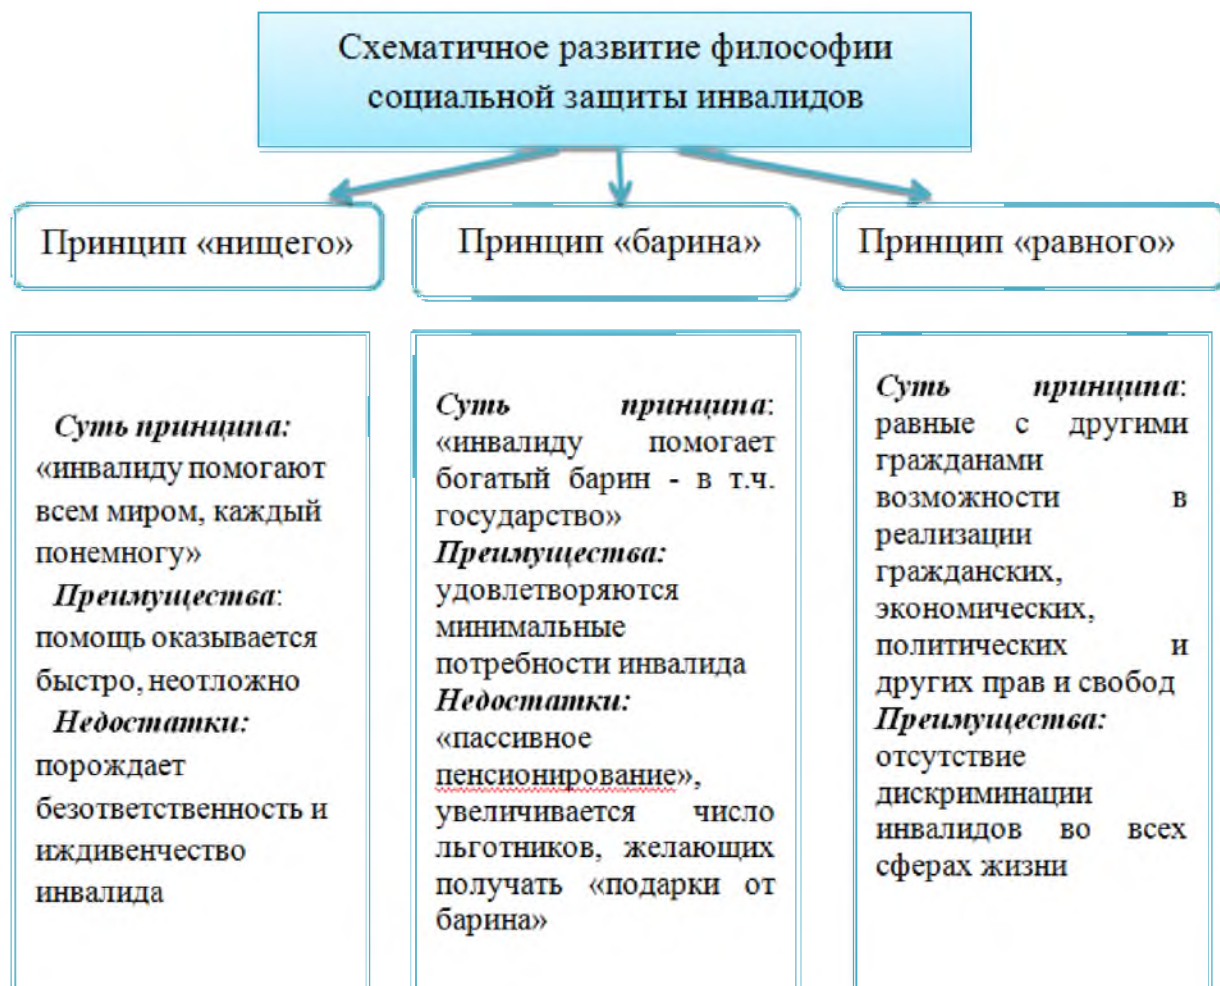 Схематичное развитие философии
социальной защиты инвалидов
Принцип «нищего»
Принцип «барина»
Принцип «равного»
Суть принципа:
«инвалиду помогают
всем миром, каждый
понемногу»
Преимущества:
помощь оказывается
быстро, неотложно
Недостатки:
порождает
безответственность и
иждивенчество
инвалида
Суть принципа:
«инвалиду помогает
богатый барин - в т.ч.
государство»
Преимущества:
удовлетворяются
минимальные
потребности инвалида
Недостатки:
«пассивное
пенсионирование»,
увеличивается число
льготников, желающих
получать «подарки от
барина»
Суть принципа:
равные с другими
гражданами
возможности в
реализации
гражданских,
экономических,
политических и
других прав и свобод
Преимущества:
отсутствие
дискриминации
инвалидов во всех
сферах жизни